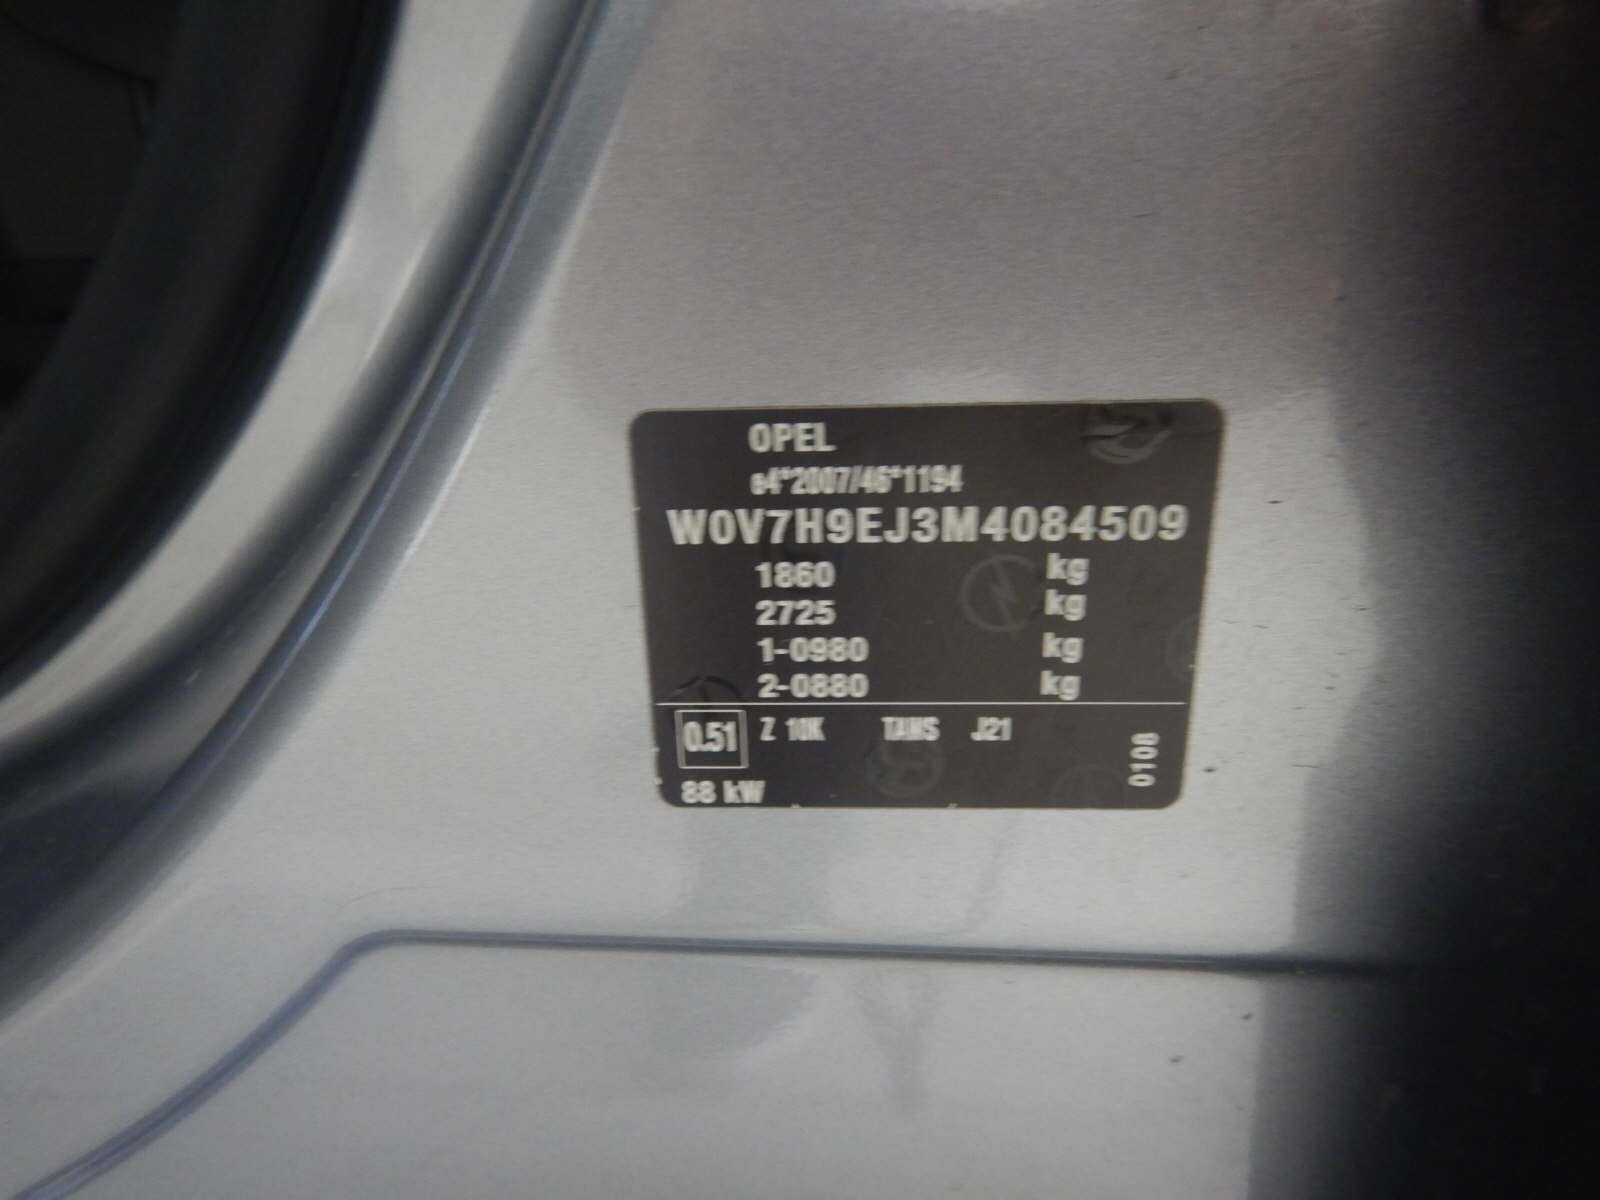 OPEL
e4*2007/46*1194
W0V7H9EJ3M4084509
1860 kg
2725 kg
1-0980 kg
2-0880 kg
0.51 Z 10K TAMS J21
88 kW
0108